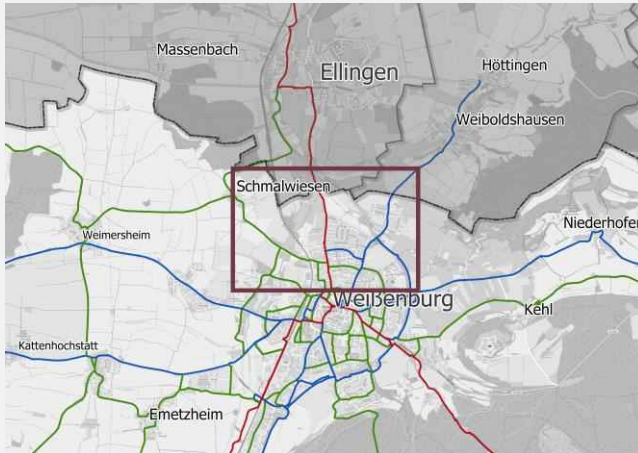 Massenbach
Ellingen
Höttingen
Weiboldshausen
Schmalwiesen
Niederhofen
Weimersheim
Weißenburg
Kehl
Kattenhochstatt
Emetzheim